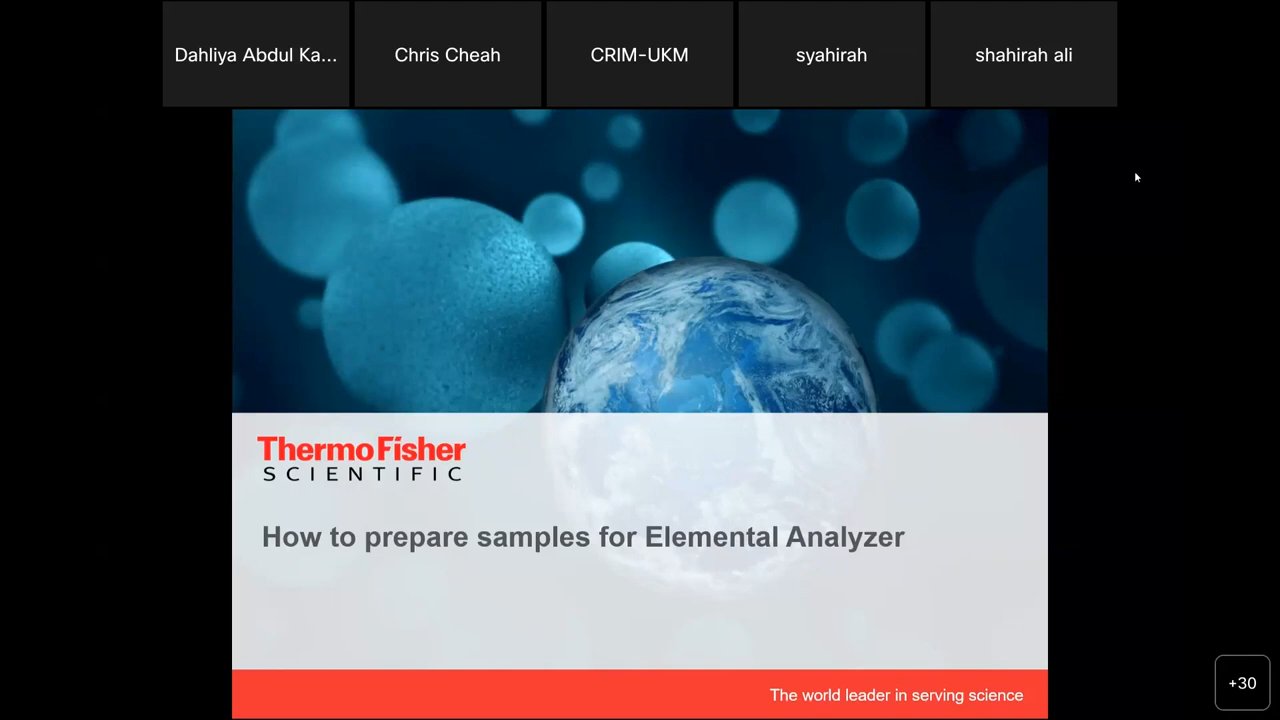 Dahliya Abdul Ka...
Chris Cheah
CRIM-UKM
syahirah
shahirah ali
ThermoFisher
SCIENTIFIC
How to prepare samples for Elemental Analyzer
The world leader in serving science
+30